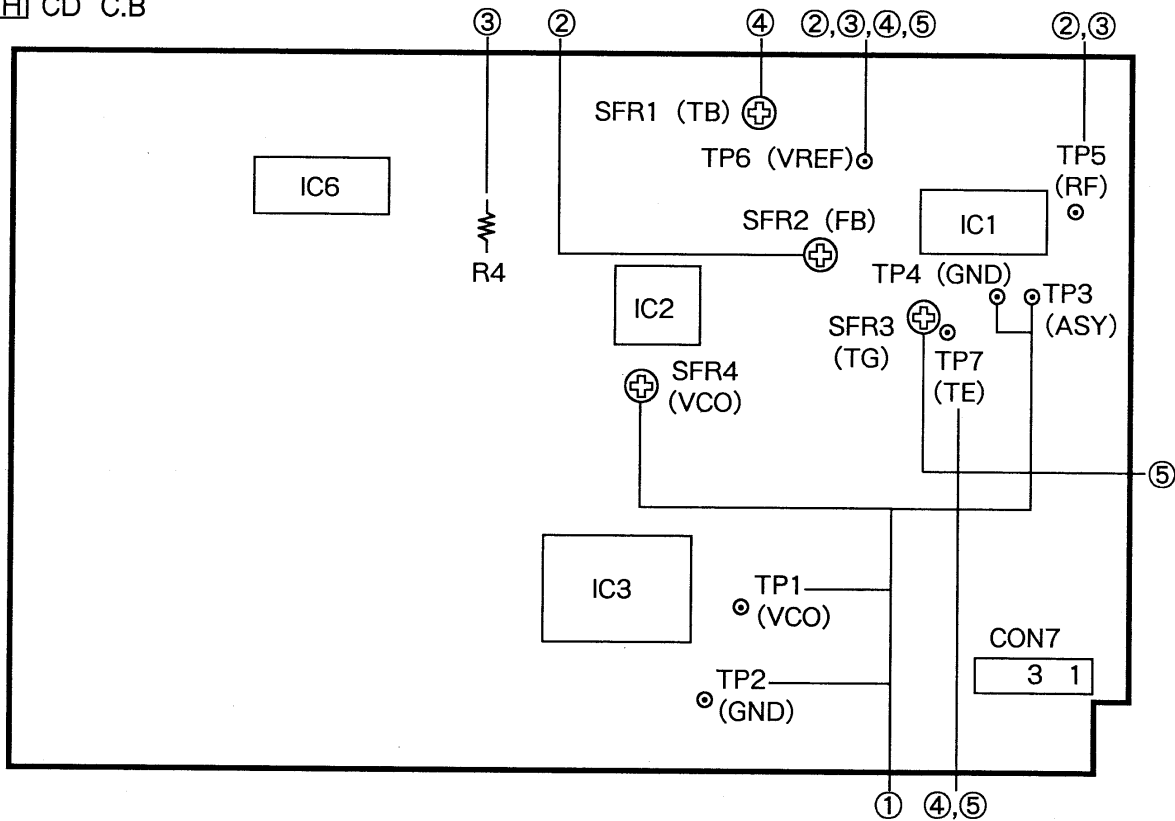 H CD C.B
③ ② ④ ②,③,④,⑤ ②,③
SFR1 (TB)
TP6 (VREF)
TP5
(RF)
IC6
SFR2 (FB)
IC1
R4
TP4 (GND)
TP3
(ASY)
IC2
SFR3
(TG)
TP7
(TE)
SFR4
(VCO)
⑤
IC3
TP1
(VCO)
CON7
3 1
TP2
(GND)
① ④,⑤